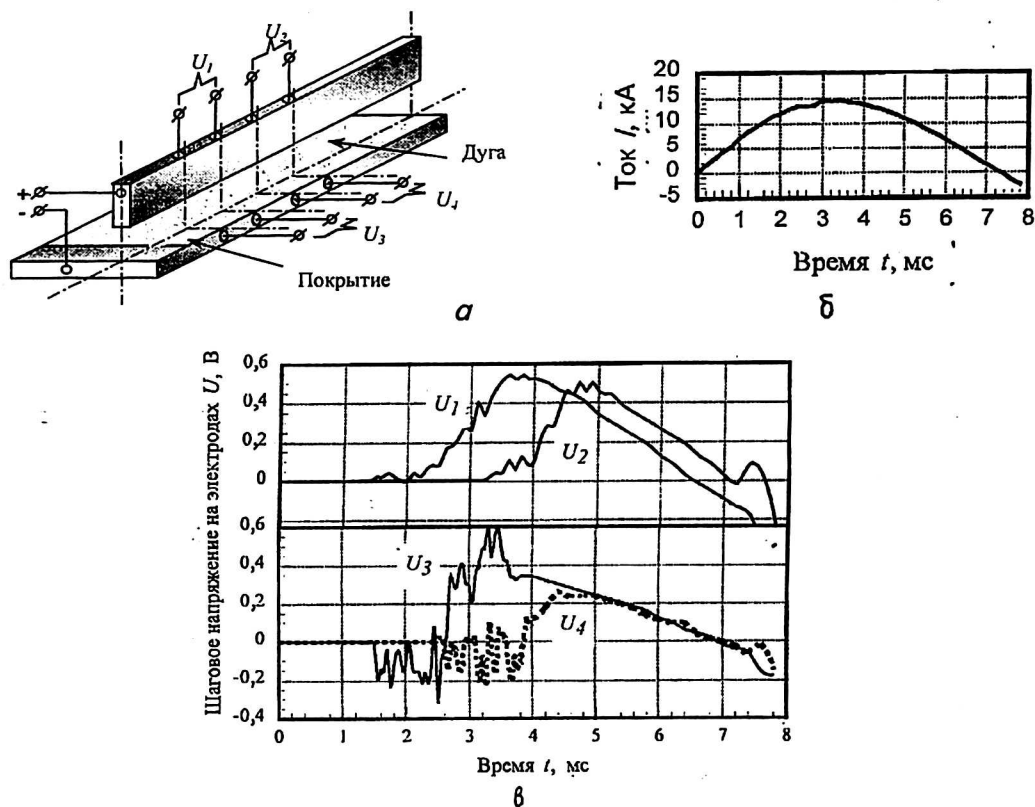 U1
U2
+
-
Дуга
U4
U3
Покрытие
а
Ток I, кА
20
15
10
5
0
-5
0 1 2 3 4 5 6 7 8
Время t, мс
б
Шаговое напряжение на электродах U, В
0,6
0,4
0,2
0
U1
U2
0,6
0,4
0,2
0
-0,2
-0,4
U3
U4
0 1 2 3 4 5 6 7 8
Время t, мс
в